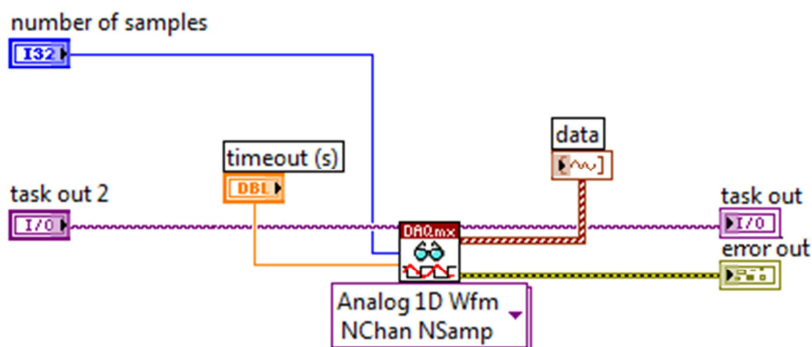 number of samples
I32
timeout (s)
DBL
data
task out 2
I/O
DAQmx
task out
I/O
error out
Analog 1D Wfm
NChan NSamp